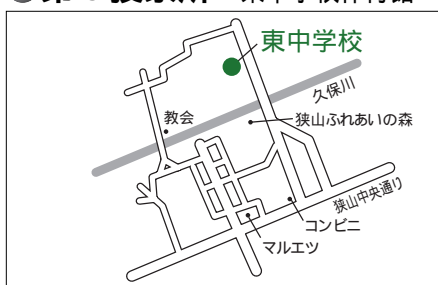 東中学校
久保川
教会
狭山ふれあいの森
狭山中央通り
コンビニ
マルエツ